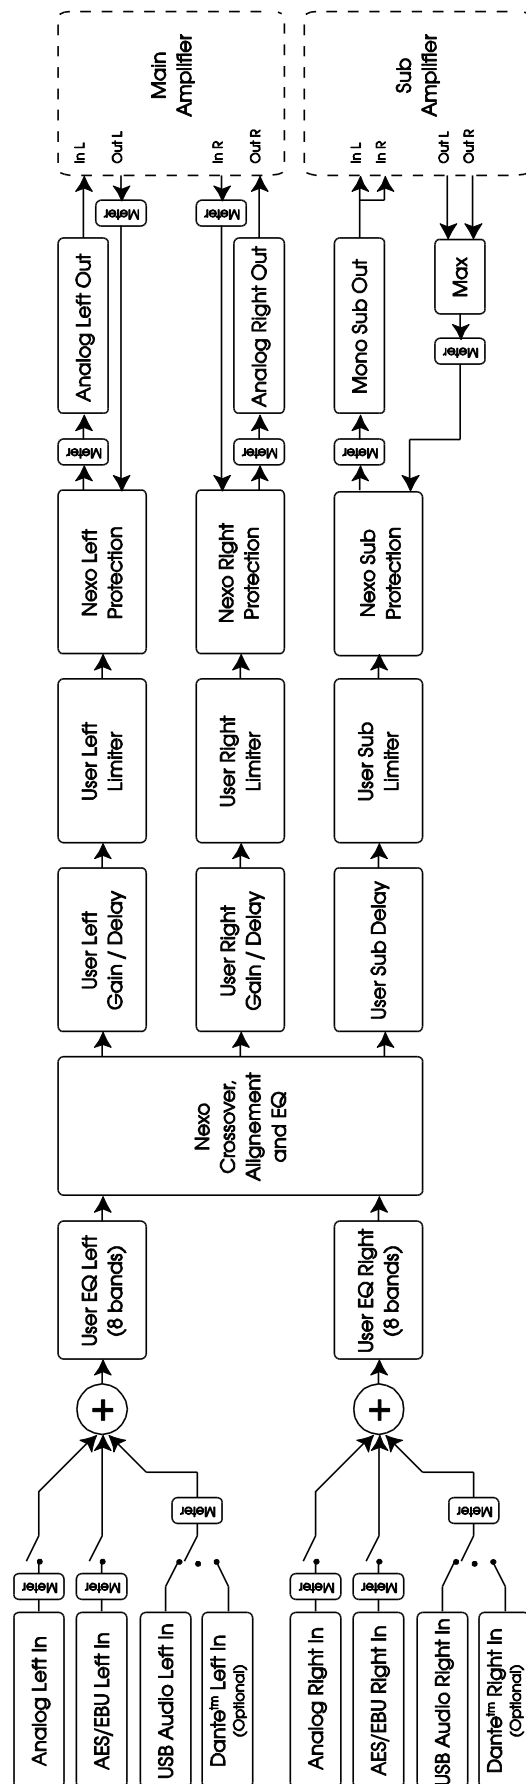 Analog Left In
Meter
AES/EBU Left In
Meter
USB Audio Left In
Dante™ Left In
(Optional)
Meter
Analog Right In
Meter
AES/EBU Right In
Meter
USB Audio Right In
Dante™ Right In
(Optional)
Meter
+
+
User EQ Left
(8 bands)
User EQ Right
(8 bands)
Nexo
Crossover,
Alignement
and EQ
User Left
Gain / Delay
User Right
Gain / Delay
User Sub Delay
User Left
Limiter
User Right
Limiter
User Sub
Limiter
Nexo Left
Protection
Nexo Right
Protection
Nexo Sub
Protection
Meter
Analog Left Out
Meter
Meter
Meter
Analog Right Out
Meter
Mono Sub Out
Max
Meter
In L
Out L
In R
Out R
Main
Amplifier
In L
In R
Out L
Out R
Sub
Amplifier